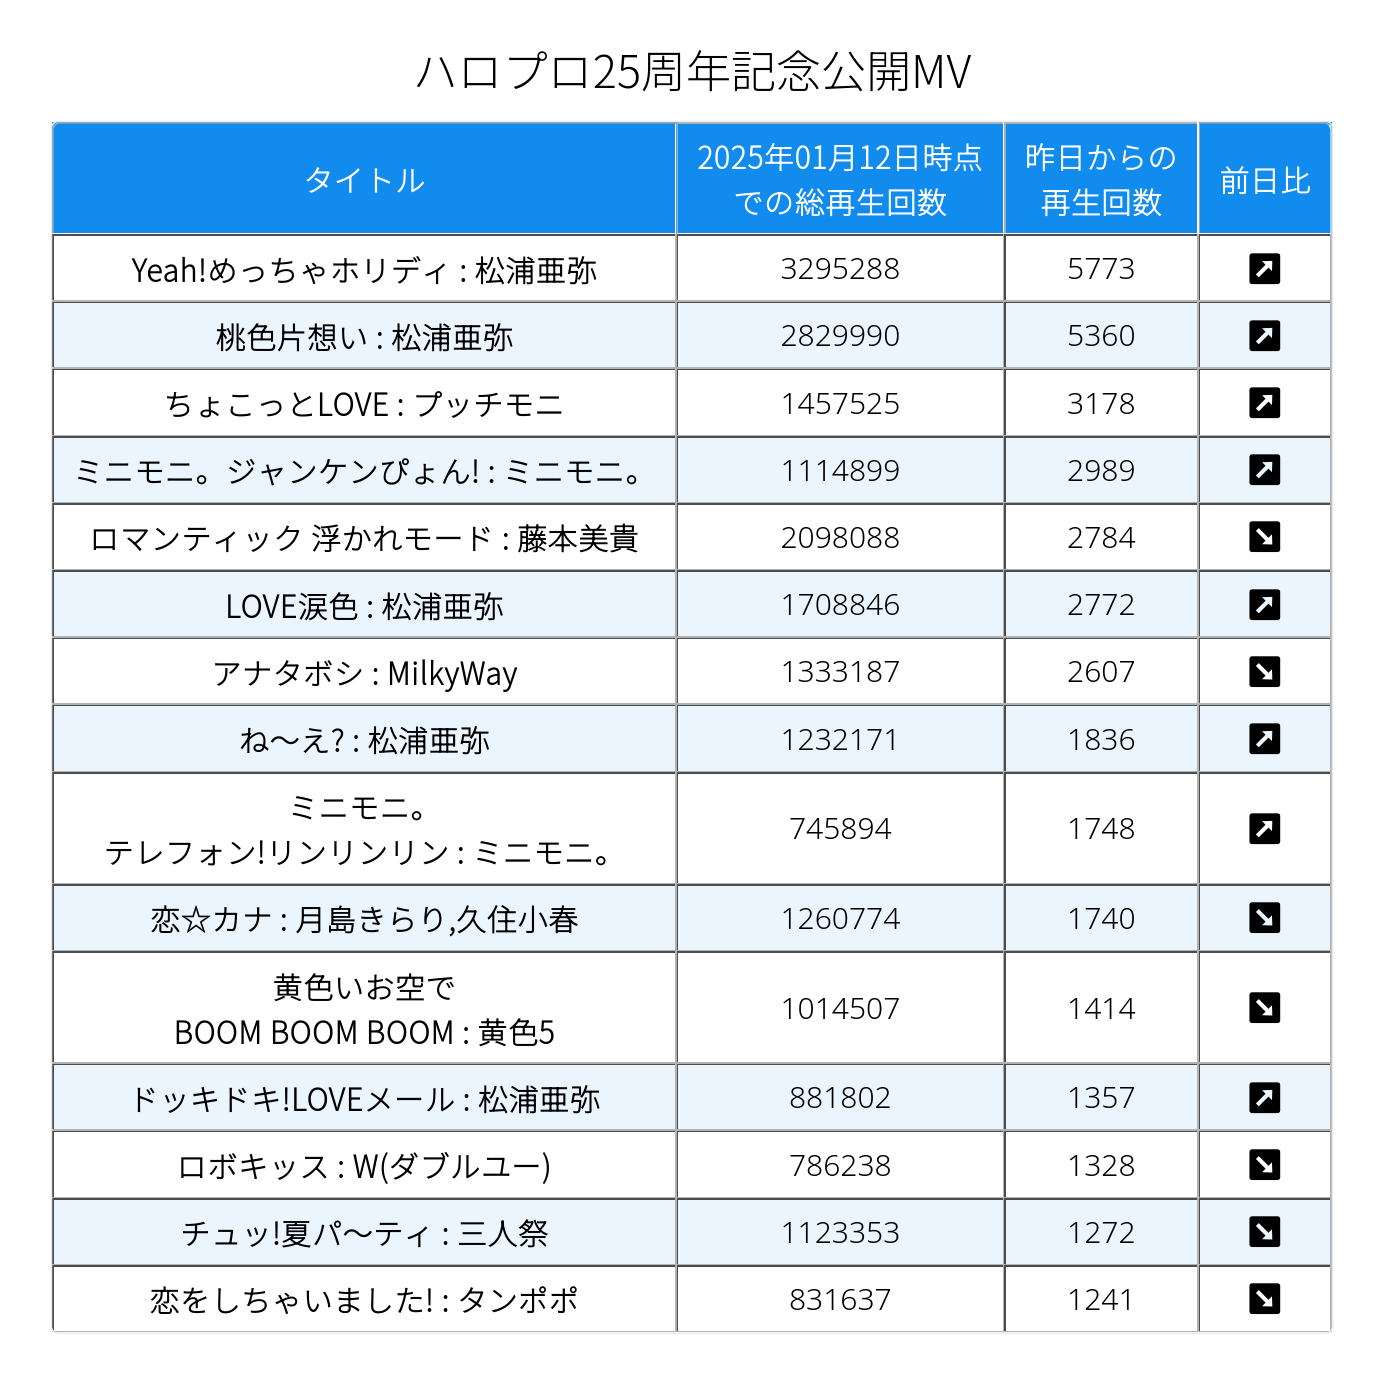 ハロプロ25周年記念公開MV
タイトル
2025年01月12日時点
での総再生回数
昨日からの
再生回数
前日比
Yeah!めっちゃホリディ : 松浦亜弥 3295288 5773
桃色片想い : 松浦亜弥 2829990 5360
ちょこっとLOVE : プッチモニ 1457525 3178
ミニモニ。ジャンケンぴょん! : ミニモニ。 1114899 2989
ロマンティック 浮かれモード : 藤本美貴 2098088 2784
LOVE涙色 : 松浦亜弥 1708846 2772
アナタボシ : MilkyWay 1333187 2607
ね〜え? : 松浦亜弥 1232171 1836
ミニモニ。
テレフォン!リンリンリン : ミニモニ。 745894 1748
恋☆カナ : 月島きらり,久住小春 1260774 1740
黄色いお空で
BOOM BOOM BOOM : 黄色5 1014507 1414
ドッキドキ!LOVEメール : 松浦亜弥 881802 1357
ロボキッス : W(ダブルユー) 786238 1328
チュッ!夏パ〜ティ : 三人祭 1123353 1272
恋をしちゃいました! : タンポポ 831637 1241